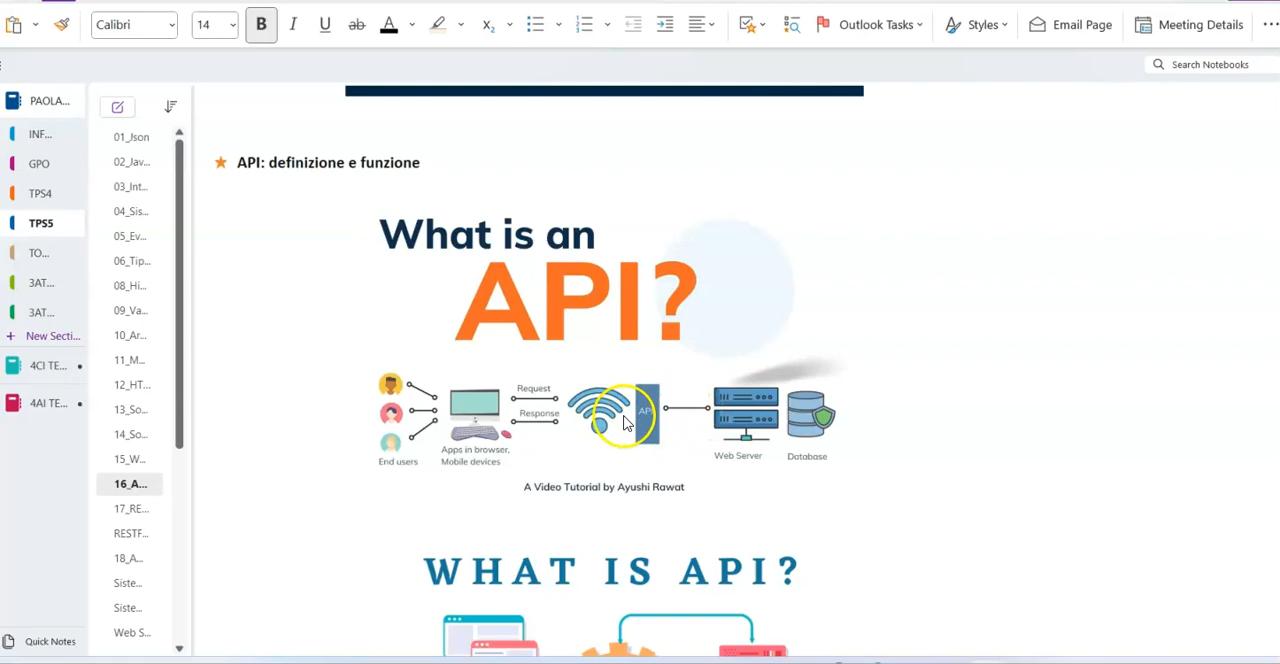 Calibri 14 B I U ab A X2 Outlook Tasks Styles Email Page Meeting Details
Search Notebooks
PAOLA...
INF...
GPO
TPS4
TPS5
TO...
3AT...
3AT...
New Secti...
4CI TE...
4AI TE...
Quick Notes
01_Json
02_Jav...
03_Int...
04_Sis...
05_Ev...
06_Tip...
08_Hi...
09_Va...
10_Ar...
11_M...
12_HT...
13_So...
14_So...
15_W...
16_A...
17_RE...
RESTF...
18_A...
Siste...
Siste...
Web S...
API: definizione e funzione
What is an
API?
Request
Response
API
End users
Apps in browser,
Mobile devices
Web Server
Database
A Video Tutorial by Ayushi Rawat
WHAT IS API?